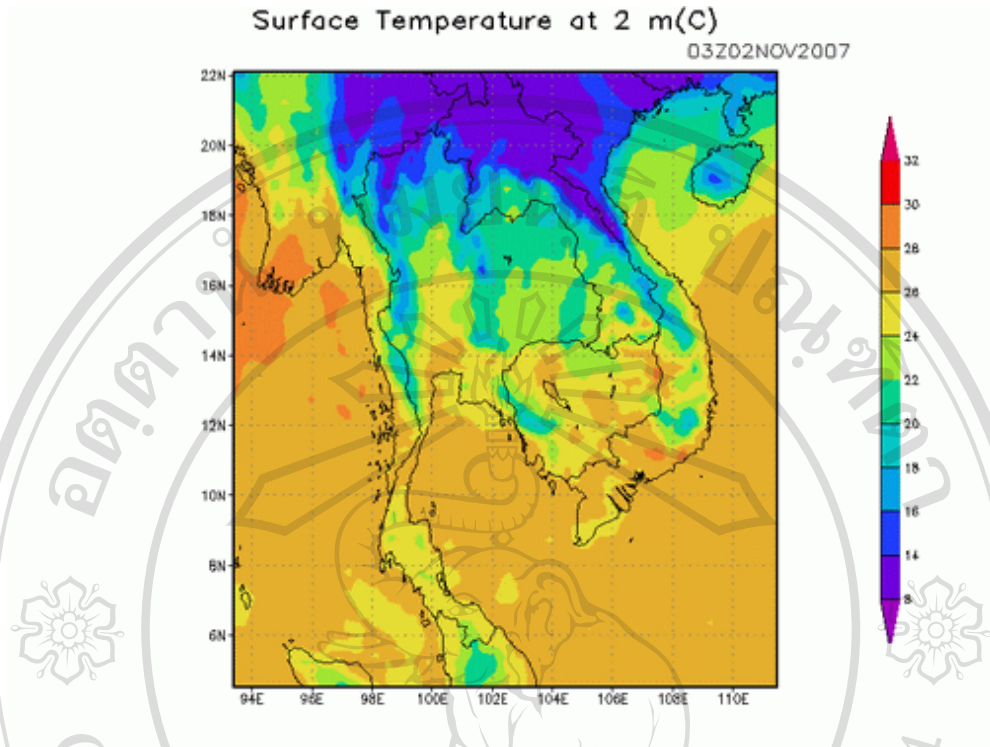 Surface Temperature at 2 m(C)
03Z02NOV2007
22N
20N
18N
16N
14N
12N
10N
8N
6N
94E 96E 98E 100E 102E 104E 106E 108E 110E
32
30
28
26
24
22
20
18
16
14
8